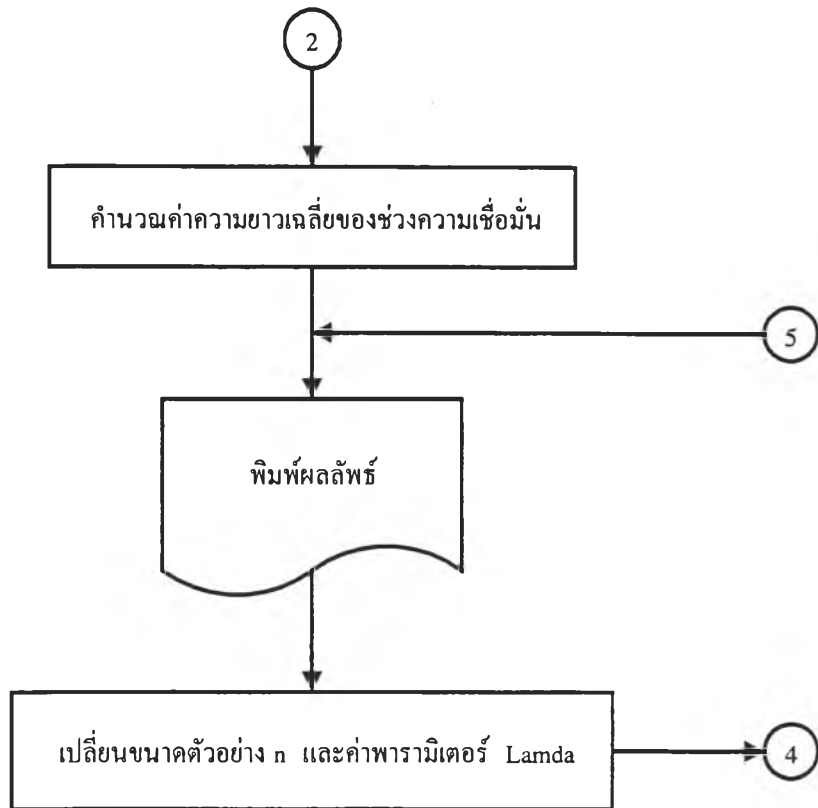 2
คำนวณค่าความยาวเฉลี่ยของช่วงความเชื่อมั่น
5
พิมพ์ผลลัพธ์
เปลี่ยนขนาดตัวอย่าง n และค่าพารามิเตอร์ Lamda
4